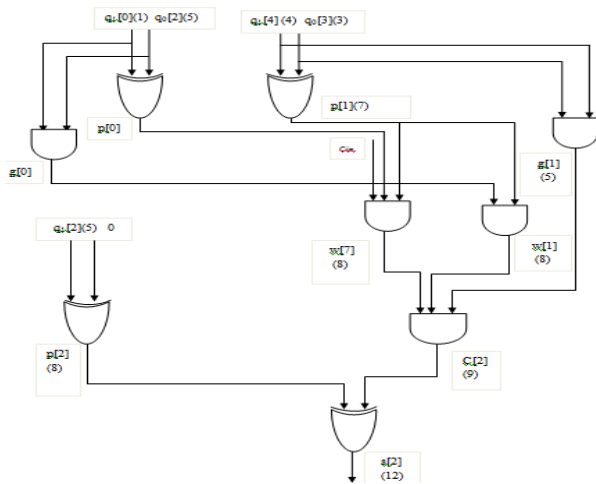 q₁.[0](1) q₀[2](5)
q₁.[4](4) q₀[3](3)
p[0]
p[1](7)
Cin
g[0]
g[1]
(5)
q₁.[2](5) 0
w[7]
(8)
w[1]
(8)
p[2]
(8)
C[2]
(9)
s[2]
(12)